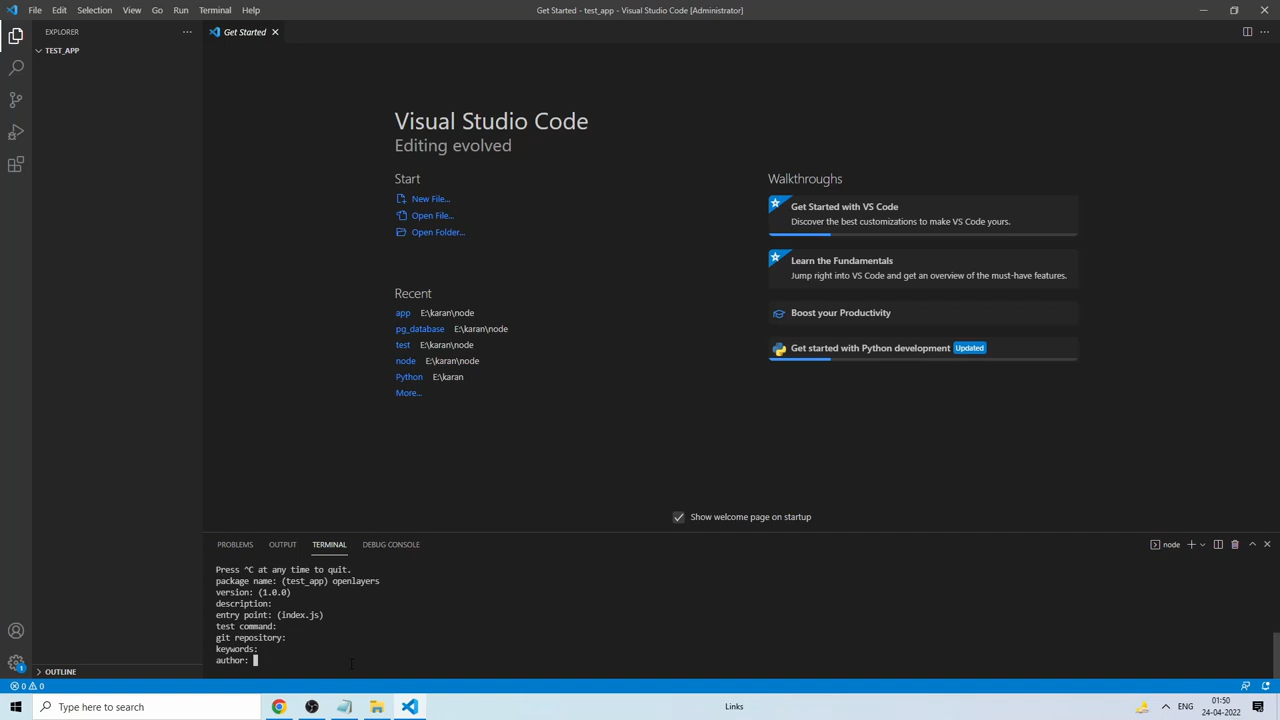 File Edit Selection View Go Run Terminal Help
Get Started - test_app - Visual Studio Code [Administrator]
EXPLORER
Get Started
TEST_APP
Visual Studio Code
Editing evolved
Start
New File...
Open File...
Open Folder...
Recent
app E:\karan\node
pg_database E:\karan\node
test E:\karan\node
node E:\karan\node
Python E:\karan
More...
Walkthroughs
Get Started with VS Code
Discover the best customizations to make VS Code yours.
Learn the Fundamentals
Jump right into VS Code and get an overview of the must-have features.
Boost your Productivity
Get started with Python development Updated
Show welcome page on startup
PROBLEMS OUTPUT TERMINAL DEBUG CONSOLE
node
Press ^C at any time to quit.
package name: (test_app) openlayers
version: (1.0.0)
description:
entry point: (index.js)
test command:
git repository:
keywords:
author:
OUTLINE
1
0 0
Type here to search
Links
ENG
01:50
24-04-2022